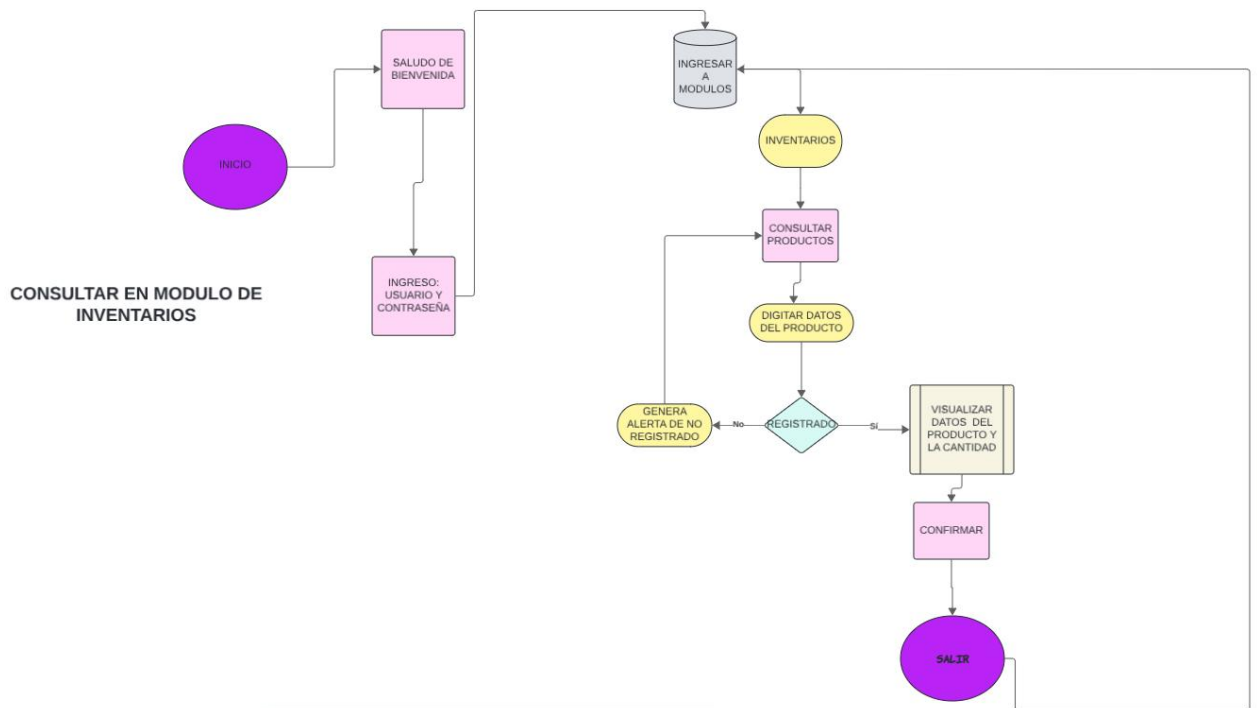 SALUDO DE
BIENVENIDA
INGRESAR
A
MODULOS
INICIO
INVENTARIOS
CONSULTAR
PRODUCTOS
INGRESO:
USUARIO Y
CONTRASEÑA
CONSULTAR EN MODULO DE
INVENTARIOS
DIGITAR DATOS
DEL PRODUCTO
GENERA
ALERTA DE NO
REGISTRADO
No
REGISTRADO
Sí
VISUALIZAR
DATOS DEL
PRODUCTO Y
LA CANTIDAD
CONFIRMAR
SALIR